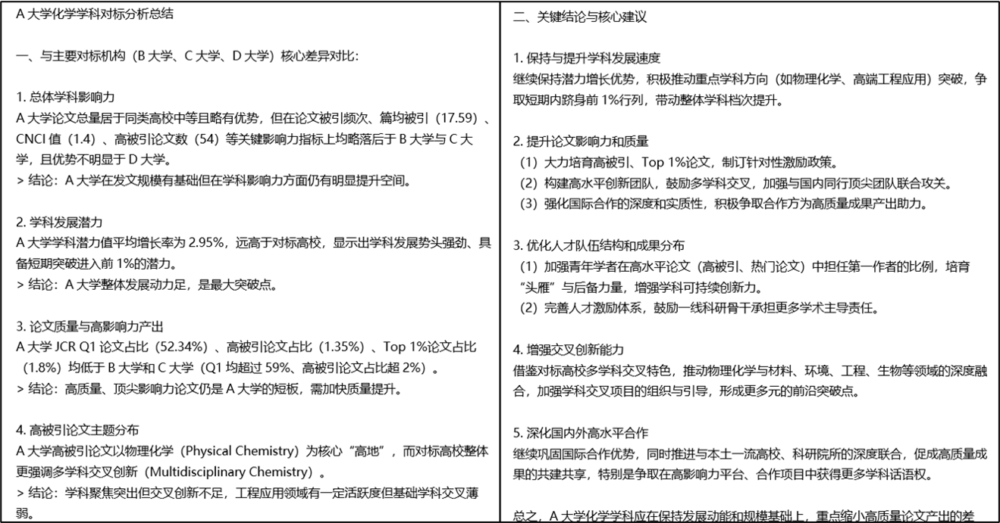 A 大学化学学科对标分析总结
一、与主要对标机构（B 大学、C 大学、D 大学）核心差异对比：
1. 总体学科影响力
A 大学论文总量居于同类高校中等且略有优势，但在论文被引频次、篇均被引（17.59）、
CNCI 值（1.4）、高被引论文数（54）等关键影响力指标上均略落后于 B 大学与 C 大
学，且优势不明显于 D 大学。
> 结论：A 大学在发文规模有基础但在学科影响力方面仍有明显提升空间。
2. 学科发展潜力
A 大学学科潜力值平均增长率为 2.95%，远高于对标高校，显示出学科发展势头强劲、具
备短期突破进入前 1%的潜力。
> 结论：A 大学整体发展动力足，是最大突破点。
3. 论文质量与高影响力产出
A 大学 JCR Q1 论文占比（52.34%）、高被引论文占比（1.35%）、Top 1%论文占比
（1.8%）均低于 B 大学和 C 大学（Q1 均超过 59%、高被引论文占比超 2%）。
> 结论：高质量、顶尖影响力论文仍是 A 大学的短板，需加快质量提升。
4. 高被引论文主题分布
A 大学高被引论文以物理化学（Physical Chemistry）为核心“高地”，而对标高校整体
更强调多学科交叉创新（Multidisciplinary Chemistry）。
> 结论：学科聚焦突出但交叉创新不足，工程应用领域有一定活跃度但基础学科交叉薄
弱。
二、关键结论与核心建议
1. 保持与提升学科发展速度
继续保持潜力增长优势，积极推动重点学科方向（如物理化学、高端工程应用）突破，争
取短期内跻身前 1%行列，带动整体学科档次提升。
2. 提升论文影响力和质量
（1）大力培育高被引、Top 1%论文，制订针对性激励政策。
（2）构建高水平创新团队，鼓励多学科交叉，加强与国内同行顶尖团队联合攻关。
（3）强化国际合作的深度和实质性，积极争取合作方为高质量成果产出助力。
3. 优化人才队伍结构和成果分布
（1）加强青年学者在高水平论文（高被引、热门论文）中担任第一作者的比例，培育
“头雁”与后备力量，增强学科可持续创新力。
（2）完善人才激励体系，鼓励一线科研骨干承担更多学术主导责任。
4. 增强交叉创新能力
借鉴对标高校多学科交叉特色，推动物理化学与材料、环境、工程、生物等领域的深度融
合，加强学科交叉项目的组织与引导，形成更多元的前沿突破点。
5. 深化国内外高水平合作
继续巩固国际合作优势，同时推进与本土一流高校、科研院所的深度联合，促成高质量成
果的共建共享，特别是争取在高影响力平台、合作项目中获得更多学科话语权。
总之，A 大学化学学科应在保持发展动能和规模基础上，重点缩小高质量论文产出的差